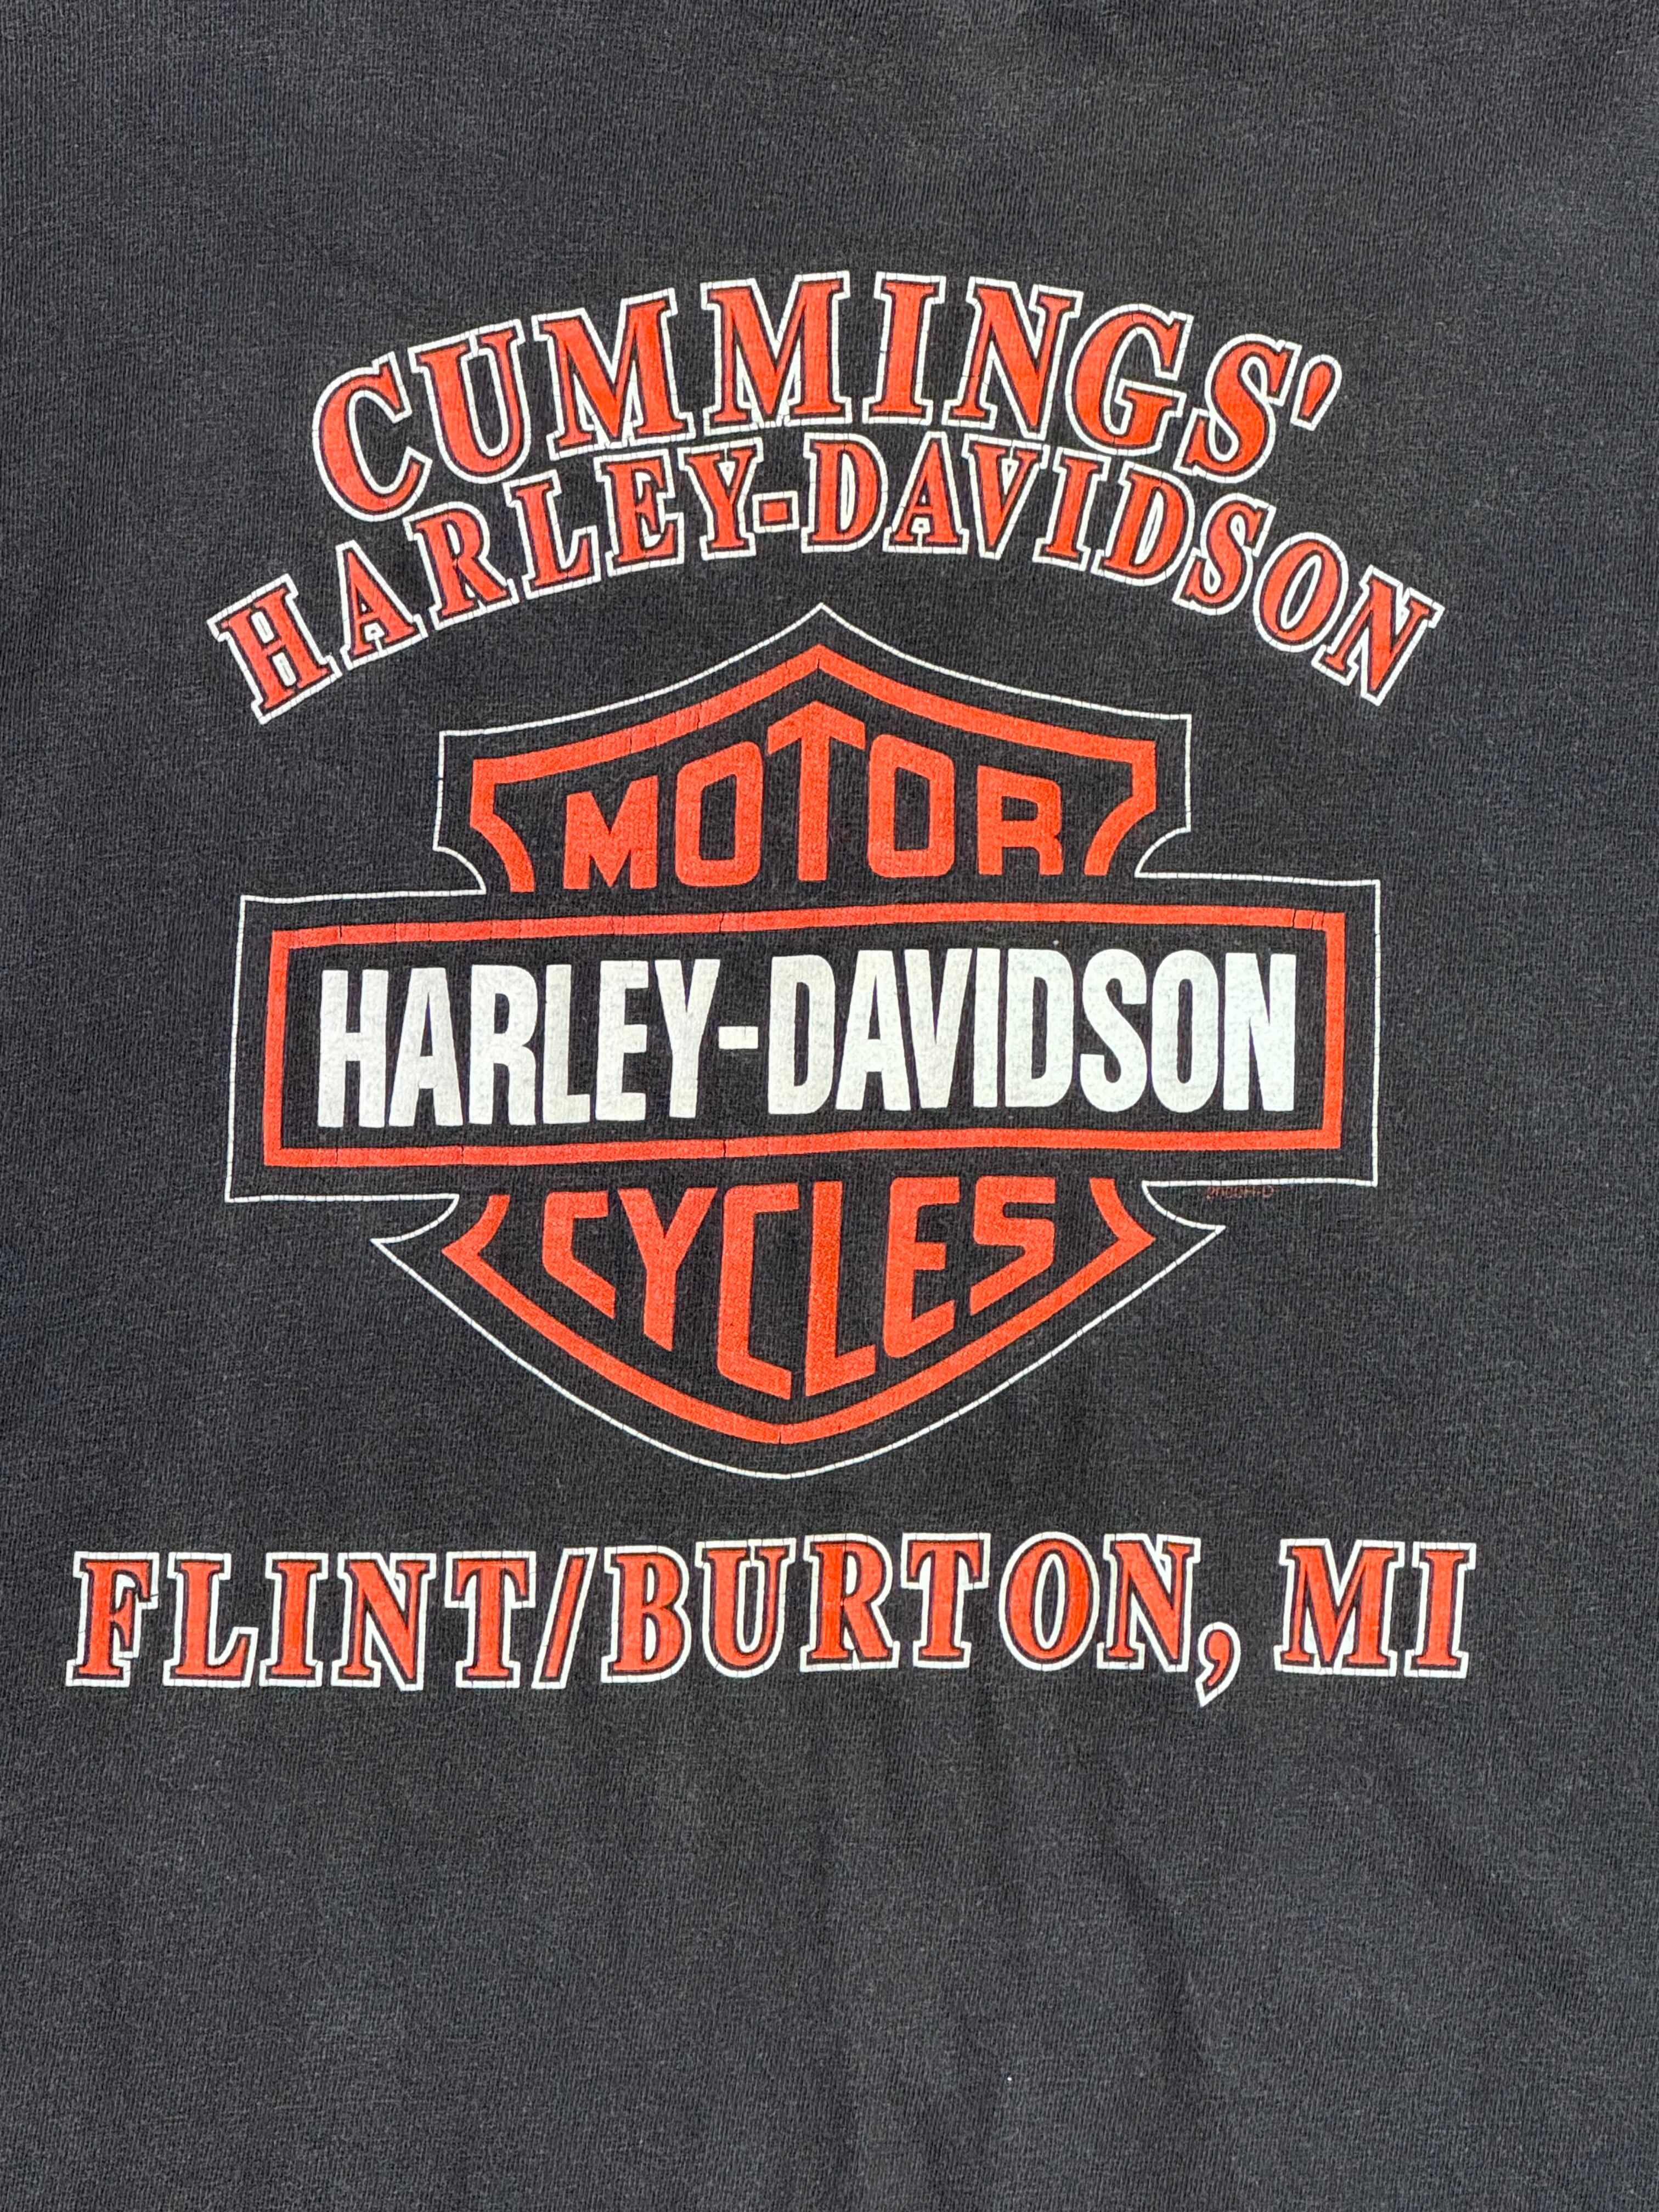 CUMMINGS'
HARLEY-DAVIDSON
MOTOR
HARLEY-DAVIDSON
CYCLES
FLINT/BURTON, MI